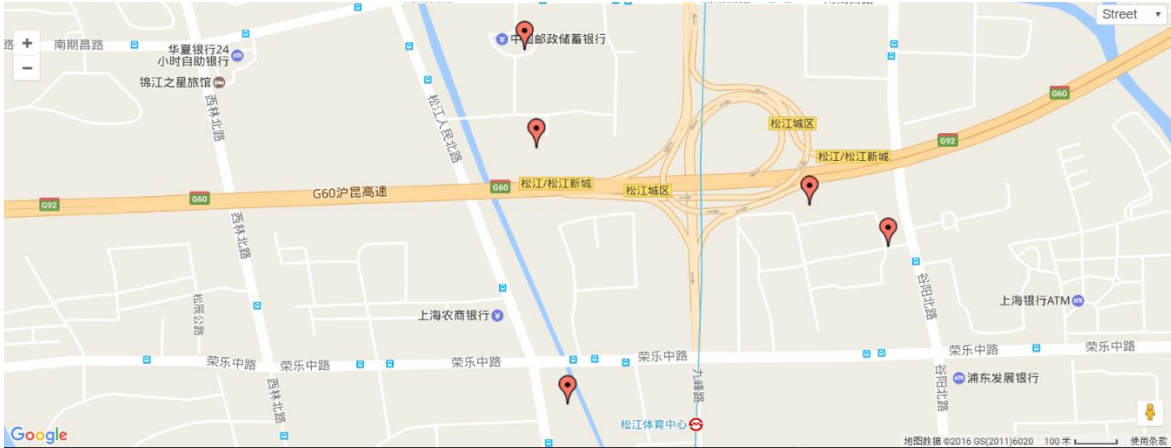 Street
南期昌路
华夏银行24
小时自助银行
锦江之星旅馆
西林北路
松江人民北路
中国邮政储蓄银行
松江城区
松江/松江新城
G60
G92
G60沪昆高速
G60
松江/松江新城
松江城区
G92
G60
西林北路
松辰公路
上海农商银行
谷阳北路
上海银行ATM
荣乐中路
荣乐中路
荣乐中路
荣乐中路
荣乐中路
荣乐中路
西林北路
九峰路
谷阳北路
浦东发展银行
松江体育中心
Google
地图数据 ©2016 GS(2011)6020
100 米
使用条款